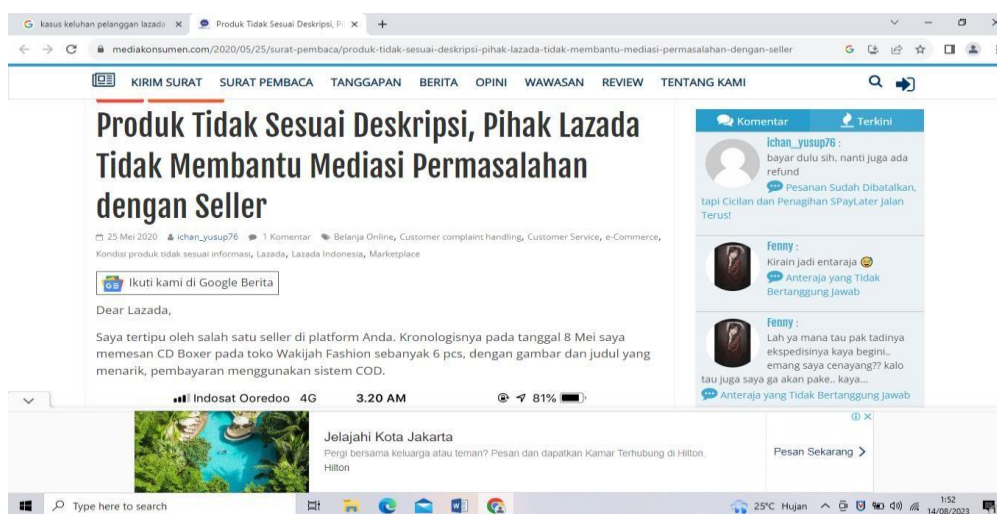 kasus keluhan pelanggan lazada
Produk Tidak Sesuai Deskripsi, Pi
mediakonsumen.com/2020/05/25/surat-pembaca/produk-tidak-sesuai-deskripsi-pihak-lazada-tidak-membantu-mediasi-permasalahan-dengan-seller
KIRIM SURAT SURAT PEMBACA TANGGAPAN BERITA OPINI WAWASAN REVIEW TENTANG KAMI
Produk Tidak Sesuai Deskripsi, Pihak Lazada
Tidak Membantu Mediasi Permasalahan
dengan Seller
25 Mei 2020 ichan_yusup76 1 Komentar Belanja Online, Customer complaint handling, Customer Service, e-Commerce,
Kondisi produk tidak sesuai informasi, Lazada, Lazada Indonesia, Marketplace
Ikuti kami di Google Berita
Dear Lazada,
Saya tertipu oleh salah satu seller di platform Anda. Kronologisnya pada tanggal 8 Mei saya
memesan CD Boxer pada toko Wakijah Fashion sebanyak 6 pcs, dengan gambar dan judul yang
menarik, pembayaran menggunakan sistem COD.
Indosat Ooredoo 4G 3.20 AM 81%
Komentar Terkini
ichan_yusup76 :
bayar dulu sih, nanti juga ada
refund
Pesanan Sudah Dibatalkan,
tapi Cicilan dan Penagihan SPayLater Jalan
Terus!
Fenny :
Kirain jadi entaraja 😅
Anteraja yang Tidak
Bertanggung Jawab
Fenny :
Lah ya mana tau pak tadinya
ekspedisinya kaya begini..
emang saya cenayang?? kalo
tau juga saya ga akan pake.. kaya...
Anteraja yang Tidak Bertanggung Jawab
Jelajahi Kota Jakarta
Pergi bersama keluarga atau teman? Pesan dan dapatkan Kamar Terhubung di Hilton.
Hilton
Pesan Sekarang
Type here to search
25°C Hujan
1:52
14/08/2023